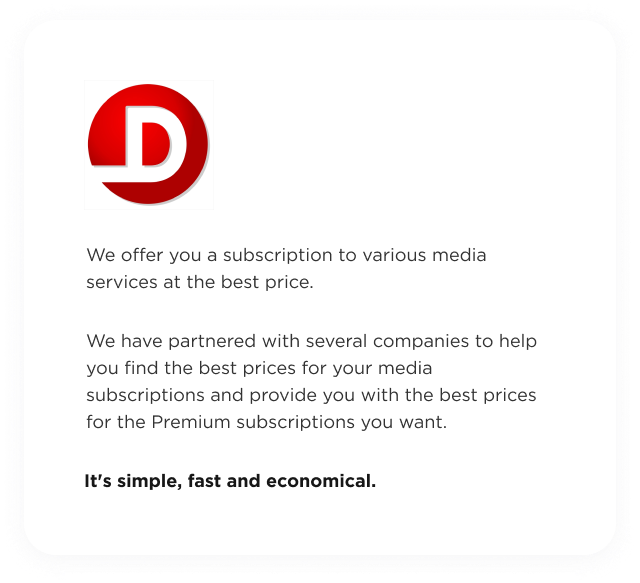 D
We offer you a subscription to various media
services at the best price.
We have partnered with several companies to help
you find the best prices for your media
subscriptions and provide you with the best prices
for the Premium subscriptions you want.
It's simple, fast and economical.